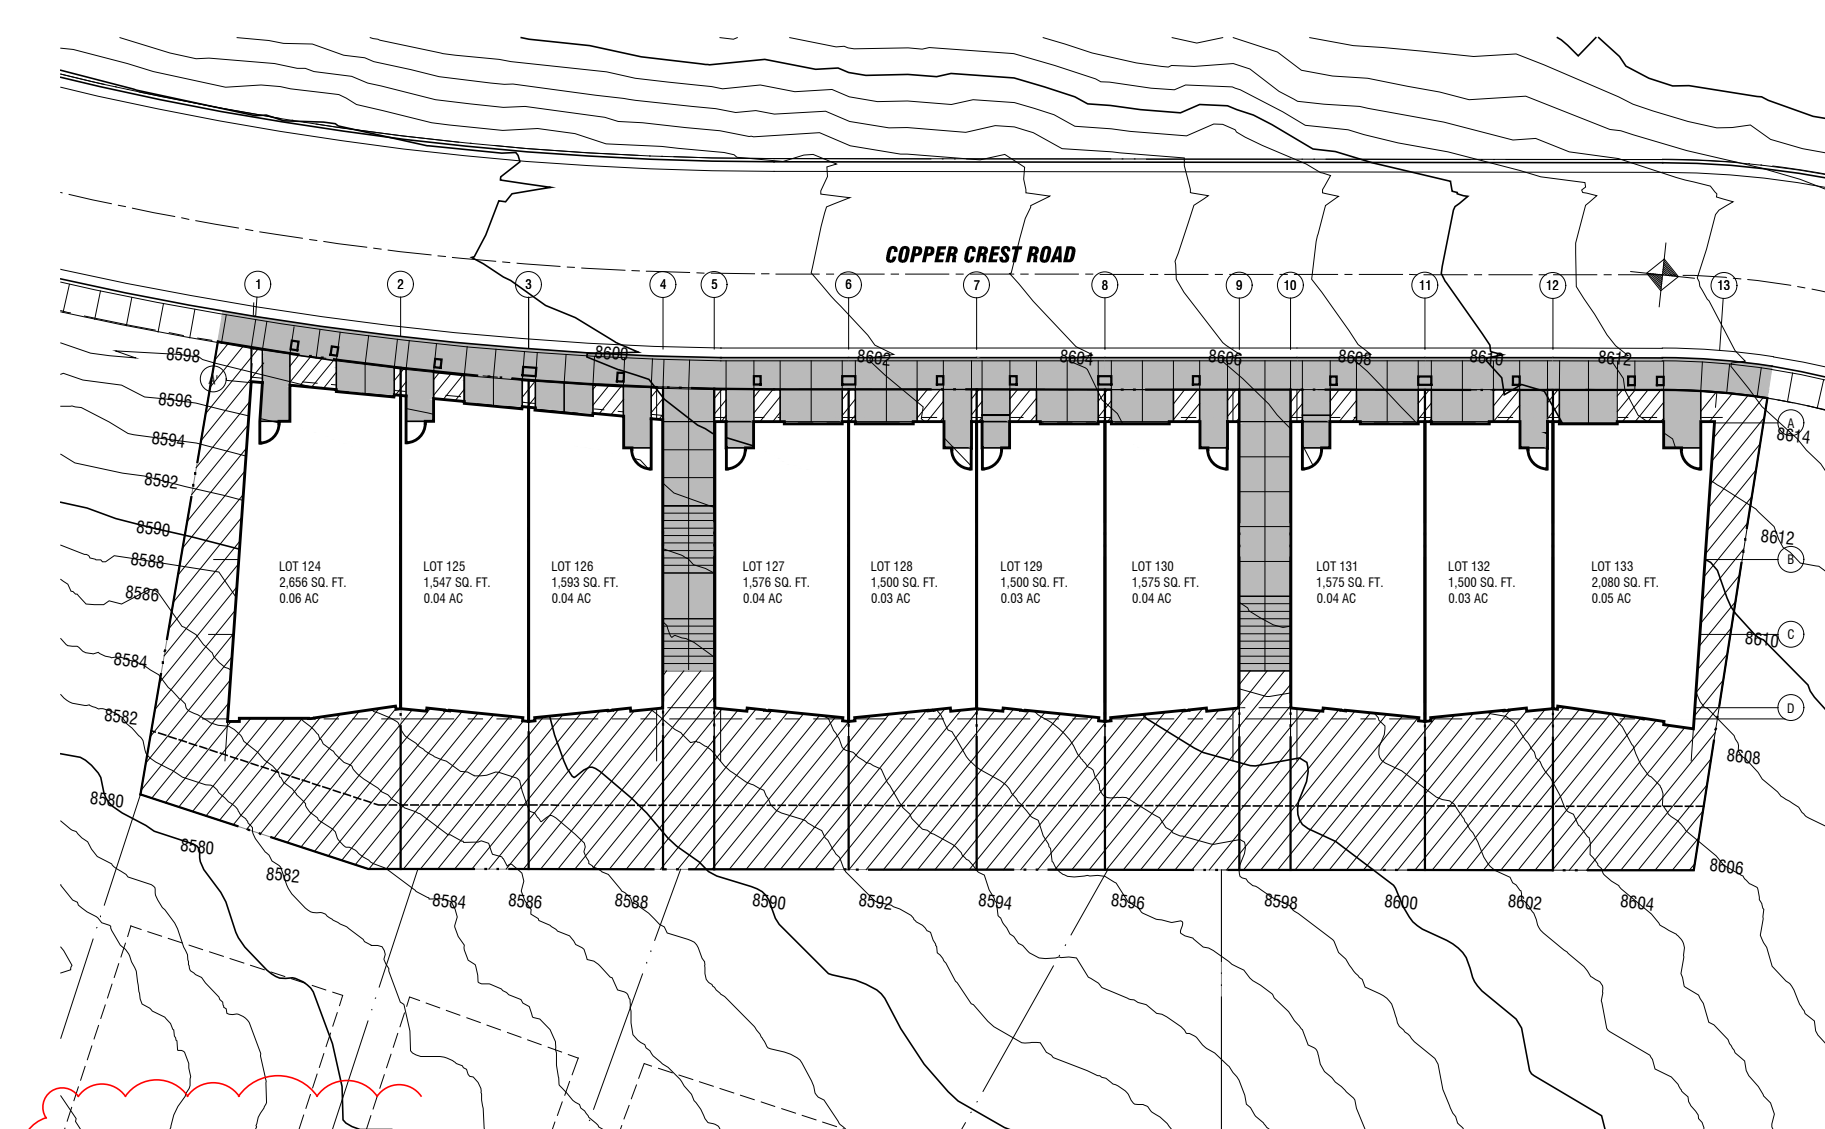 COPPER CREST ROAD
1 2 3 4 5 6 7 8 9 10 11 12 13
8598 8600 8602 8604 8606 8608 8610 8612
A
8596
A
8614
8594
8592
8590
8612
8588
B
LOT 124
2,656 SQ. FT.
0.06 AC
LOT 125
1,547 SQ. FT.
0.04 AC
LOT 126
1,593 SQ. FT.
0.04 AC
LOT 127
1,576 SQ. FT.
0.04 AC
LOT 128
1,500 SQ. FT.
0.03 AC
LOT 129
1,500 SQ. FT.
0.03 AC
LOT 130
1,575 SQ. FT.
0.04 AC
LOT 131
1,575 SQ. FT.
0.04 AC
LOT 132
1,500 SQ. FT.
0.03 AC
LOT 133
2,080 SQ. FT.
0.05 AC
8586
C
8610
8584
D
8582
8608
8580
8580
8606
8582
8584 8586 8588 8590 8592 8594 8596 8598 8600 8602 8604